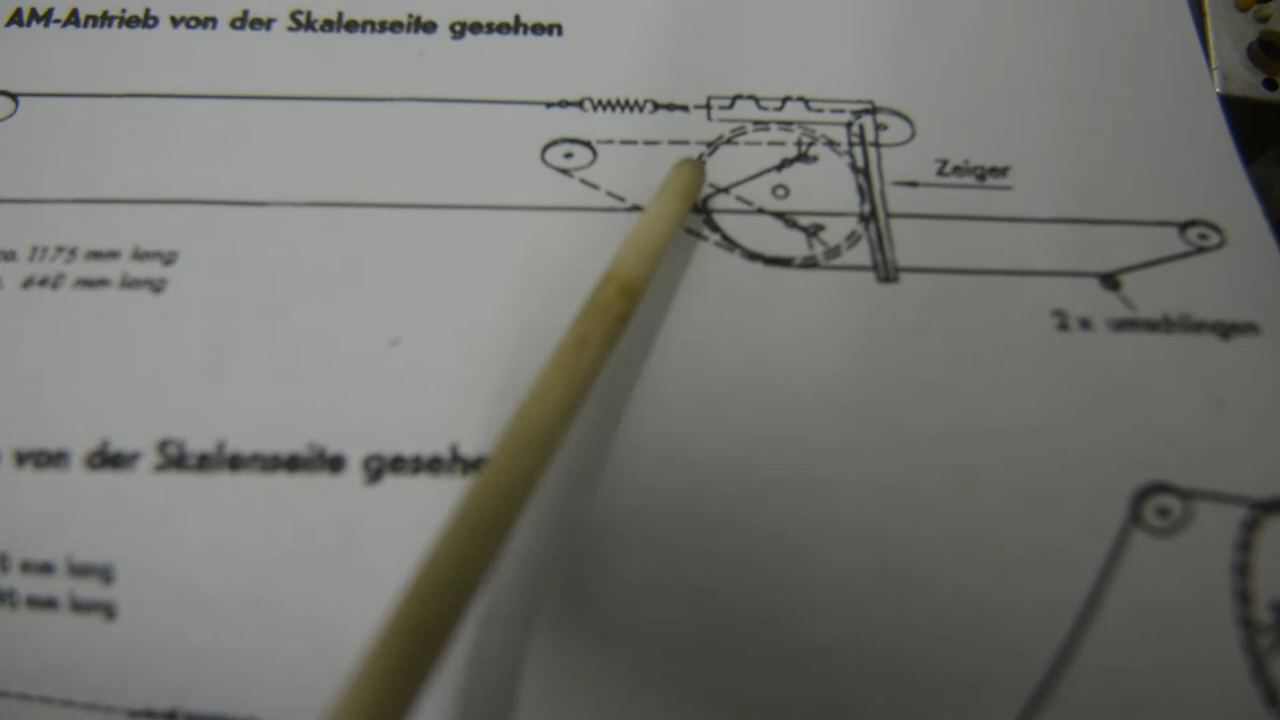 AM-Antrieb von der Skalenseite gesehen
Zeiger
ca. 1175 mm lang
640 mm lang
2 x umschlingen
von der Skalenseite gesehe
mm lang
mm lang